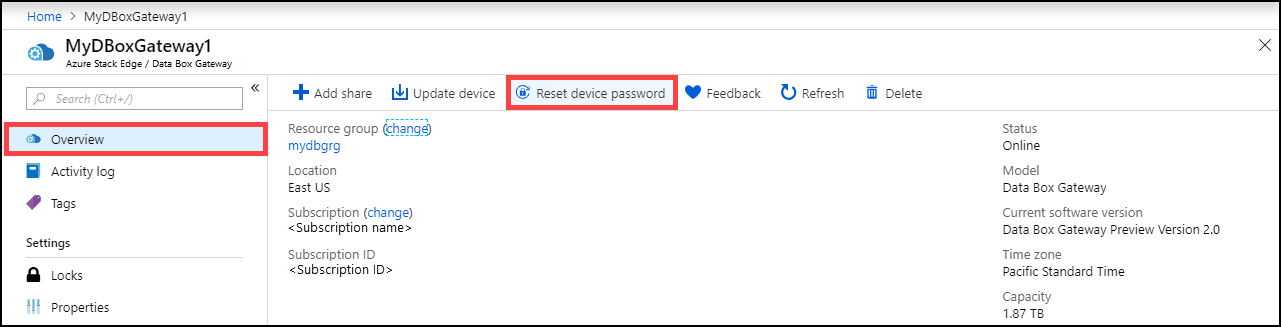 Home > MyDBoxGateway1
MyDBoxGateway1
Azure Stack Edge / Data Box Gateway
Search (Ctrl+/)
«
Overview
Activity log
Tags
Settings
Locks
Properties
Add share Update device Reset device password Feedback Refresh Delete
Resource group (change)
mydbgrg
Location
East US
Subscription (change)
<Subscription name>
Subscription ID
<Subscription ID>
Status
Online
Model
Data Box Gateway
Current software version
Data Box Gateway Preview Version 2.0
Time zone
Pacific Standard Time
Capacity
1.87 TB